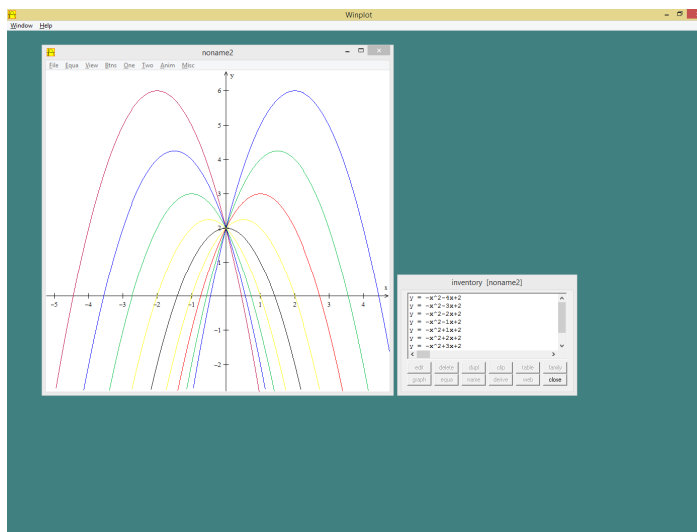 Winplot
Window Help
noname2
File Equa View Btns One Two Anim Misc
y
6
5
4
3
2
1
x
-5 -4 -3 -2 -1 1 2 3 4
-1
-2
inventory [noname2]
y = -x^2-4x+2
y = -x^2-3x+2
y = -x^2-2x+2
y = -x^2-1x+2
y = -x^2+1x+2
y = -x^2+2x+2
y = -x^2+3x+2
edit delete dupl clip table family
graph equa name derive web close